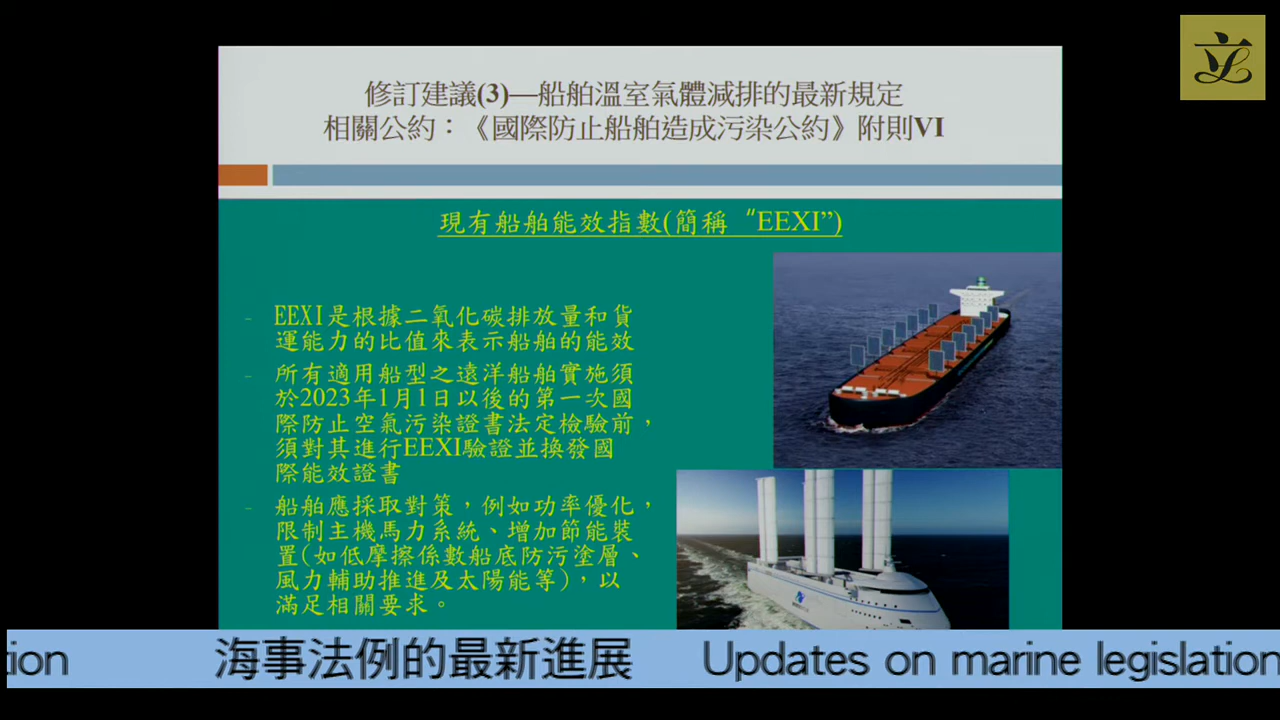 修訂建議(3)—船舶溫室氣體減排的最新規定
相關公約：《國際防止船舶造成污染公約》附則VI
現有船舶能效指數(簡稱“EEXI”)
- EEXI是根據二氧化碳排放量和貨
運能力的比值來表示船舶的能效
- 所有適用船型之遠洋船舶實施須
於2023年1月1日以後的第一次國
際防止空氣污染證書法定檢驗前，
須對其進行EEXI驗證並換發國
際能效證書
- 船舶應採取對策，例如功率優化，
限制主機馬力系統、增加節能裝
置(如低摩擦係數船底防污塗層、
風力輔助推進及太陽能等)，以
滿足相關要求。
tion 海事法例的最新進展 Updates on marine legislation